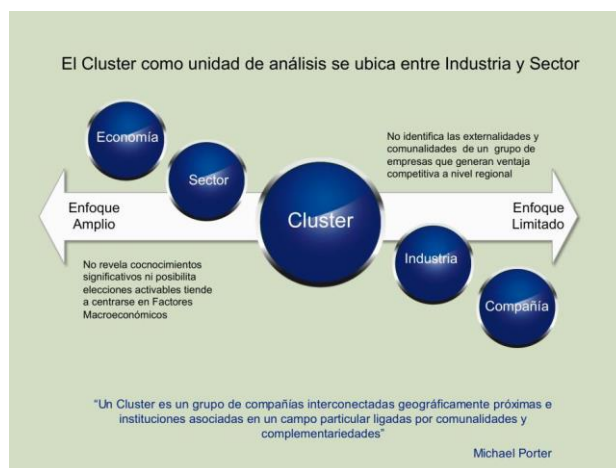 El Cluster como unidad de análisis se ubica entre Industria y Sector
Economía
Sector
Cluster
Industria
Compañía
No identifica las externalidades y
comunalidades de un grupo de
empresas que generan ventaja
competitiva a nivel regional
Enfoque
Amplio
Enfoque
Limitado
No revela cocnocimientos
significativos ni posibilita
elecciones activables tiende
a centrarse en Factores
Macroeconómicos
“Un Cluster es un grupo de compañías interconectadas geográficamente próximas e
instituciones asociadas en un campo particular ligadas por comunalidades y
complementariedades”
Michael Porter